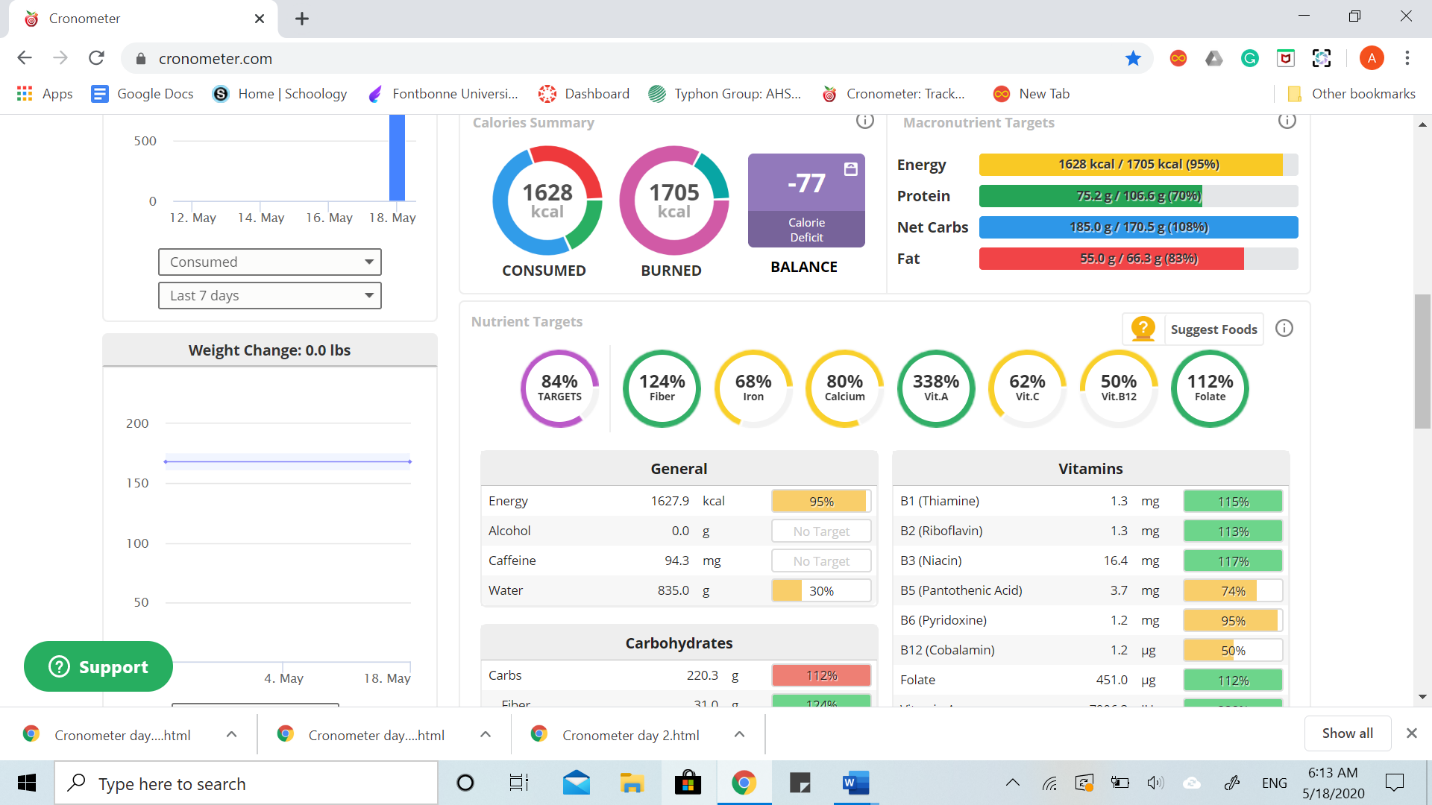 Cronometer
cronometer.com
A
Apps
Google Docs
Home | Schoology
Fontbonne Universi...
Dashboard
Typhon Group: AHS...
Cronometer: Track...
New Tab
Other bookmarks
500
0
12. May 14. May 16. May 18. May
Consumed
Last 7 days
Weight Change: 0.0 lbs
200
150
100
50
4. May 18. May
Support
Calories Summary
1628
kcal
CONSUMED
1705
kcal
BURNED
-77
Calorie
Deficit
BALANCE
Macronutrient Targets
Energy 1628 kcal / 1705 kcal (95%)
Protein 75.2 g / 106.6 g (70%)
Net Carbs 185.0 g / 170.5 g (108%)
Fat 55.0 g / 66.3 g (83%)
Nutrient Targets
? Suggest Foods
84%
TARGETS
124%
Fiber
68%
Iron
80%
Calcium
338%
Vit.A
62%
Vit.C
50%
Vit.B12
112%
Folate
General
Energy 1627.9 kcal 95%
Alcohol 0.0 g No Target
Caffeine 94.3 mg No Target
Water 835.0 g 30%
Carbohydrates
Carbs 220.3 g 112%
Fiber 31.0 g 124%
Vitamins
B1 (Thiamine) 1.3 mg 115%
B2 (Riboflavin) 1.3 mg 113%
B3 (Niacin) 16.4 mg 117%
B5 (Pantothenic Acid) 3.7 mg 74%
B6 (Pyridoxine) 1.2 mg 95%
B12 (Cobalamin) 1.2 µg 50%
Folate 451.0 µg 112%
Cronometer day....html
Cronometer day....html
Cronometer day 2.html
Show all
Type here to search
ENG
6:13 AM
5/18/2020